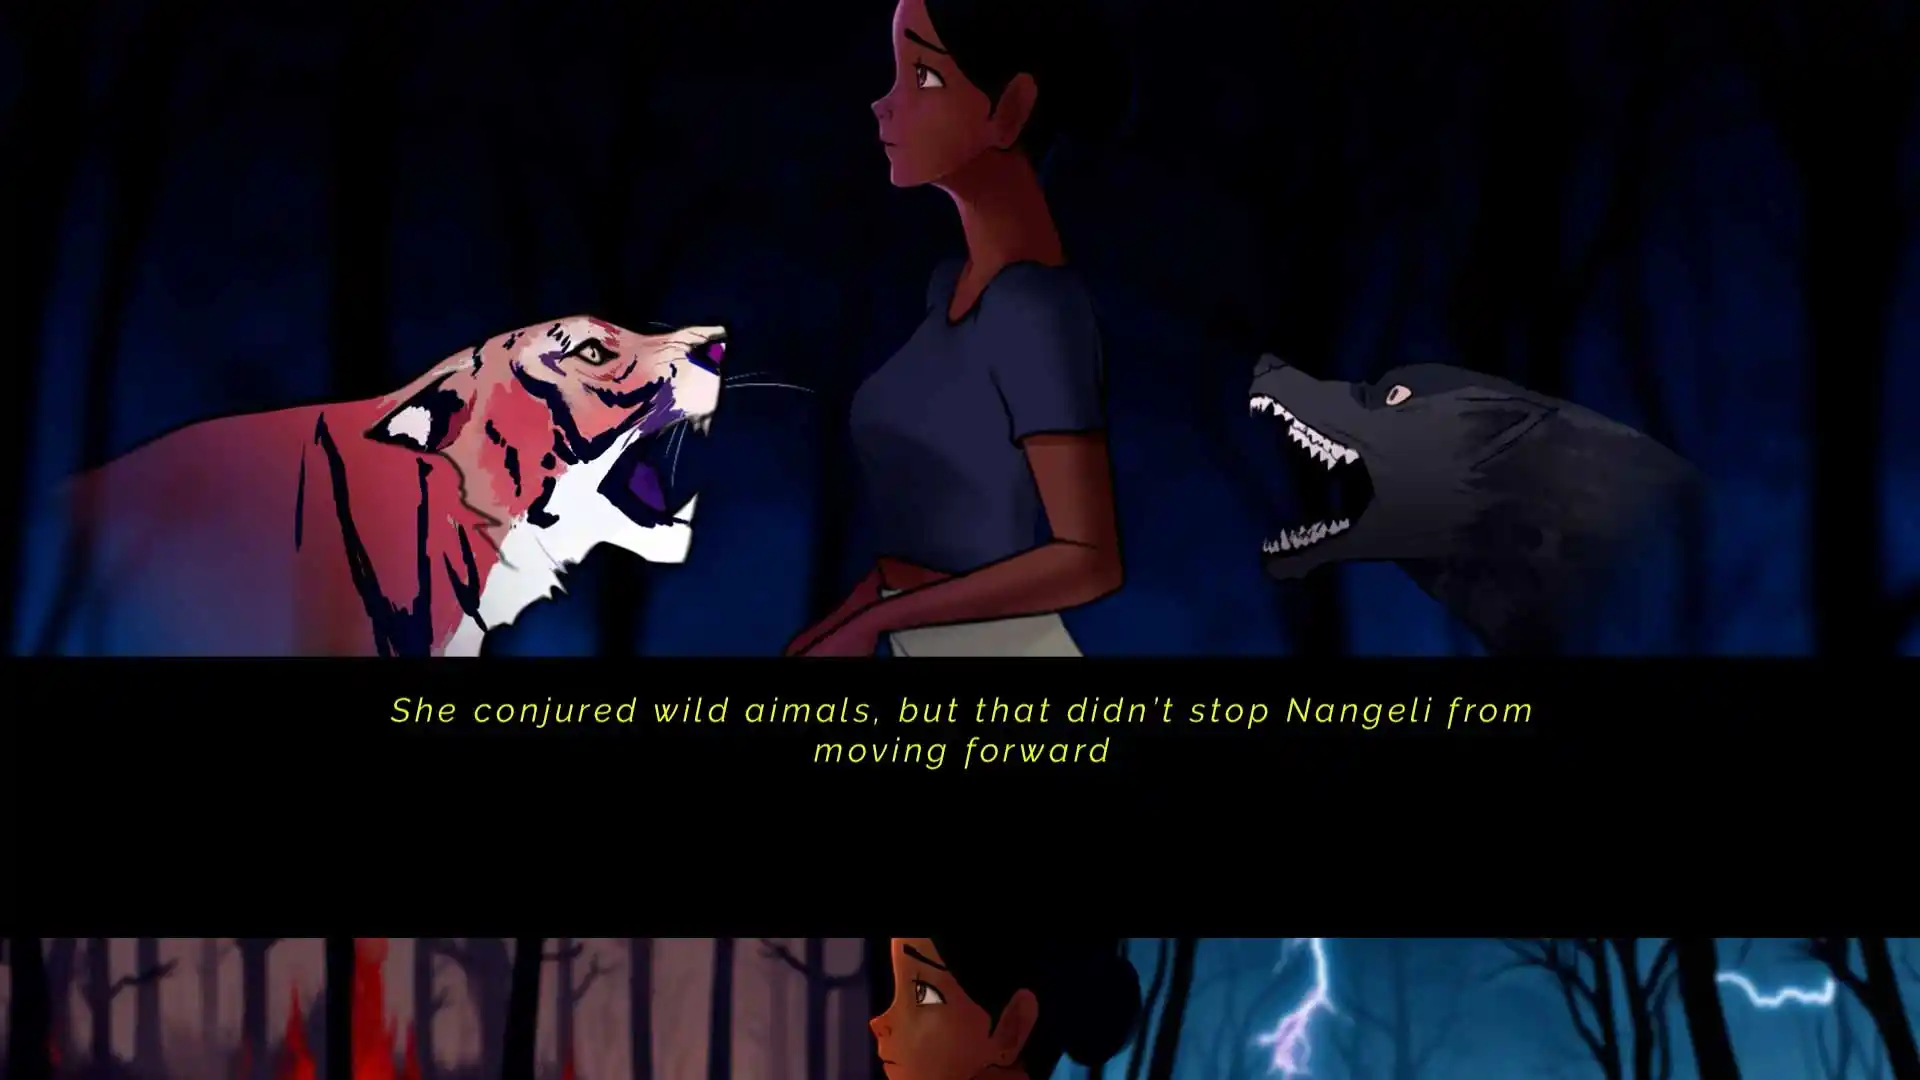 She conjured wild aimals, but that didn't stop Nangeli from
moving forward